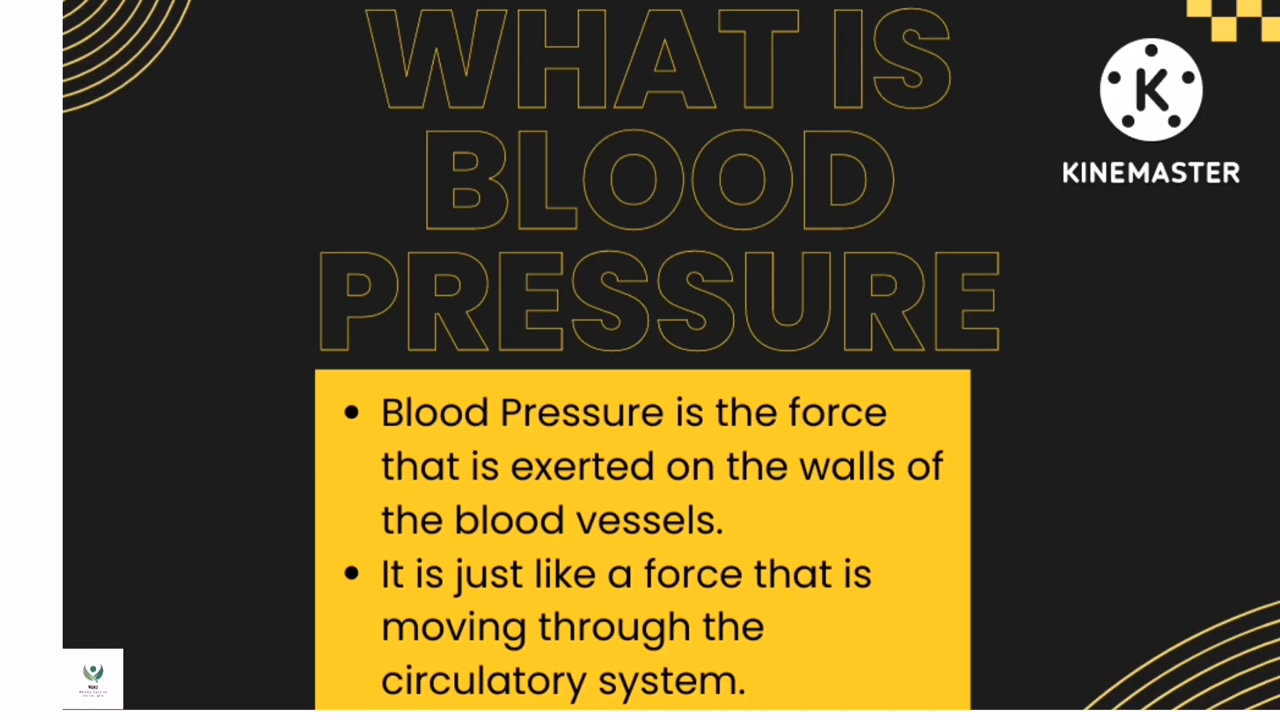 WHAT IS
BLOOD
PRESSURE
K
KINEMASTER
• Blood Pressure is the force
that is exerted on the walls of
the blood vessels.
• It is just like a force that is
moving through the
circulatory system.